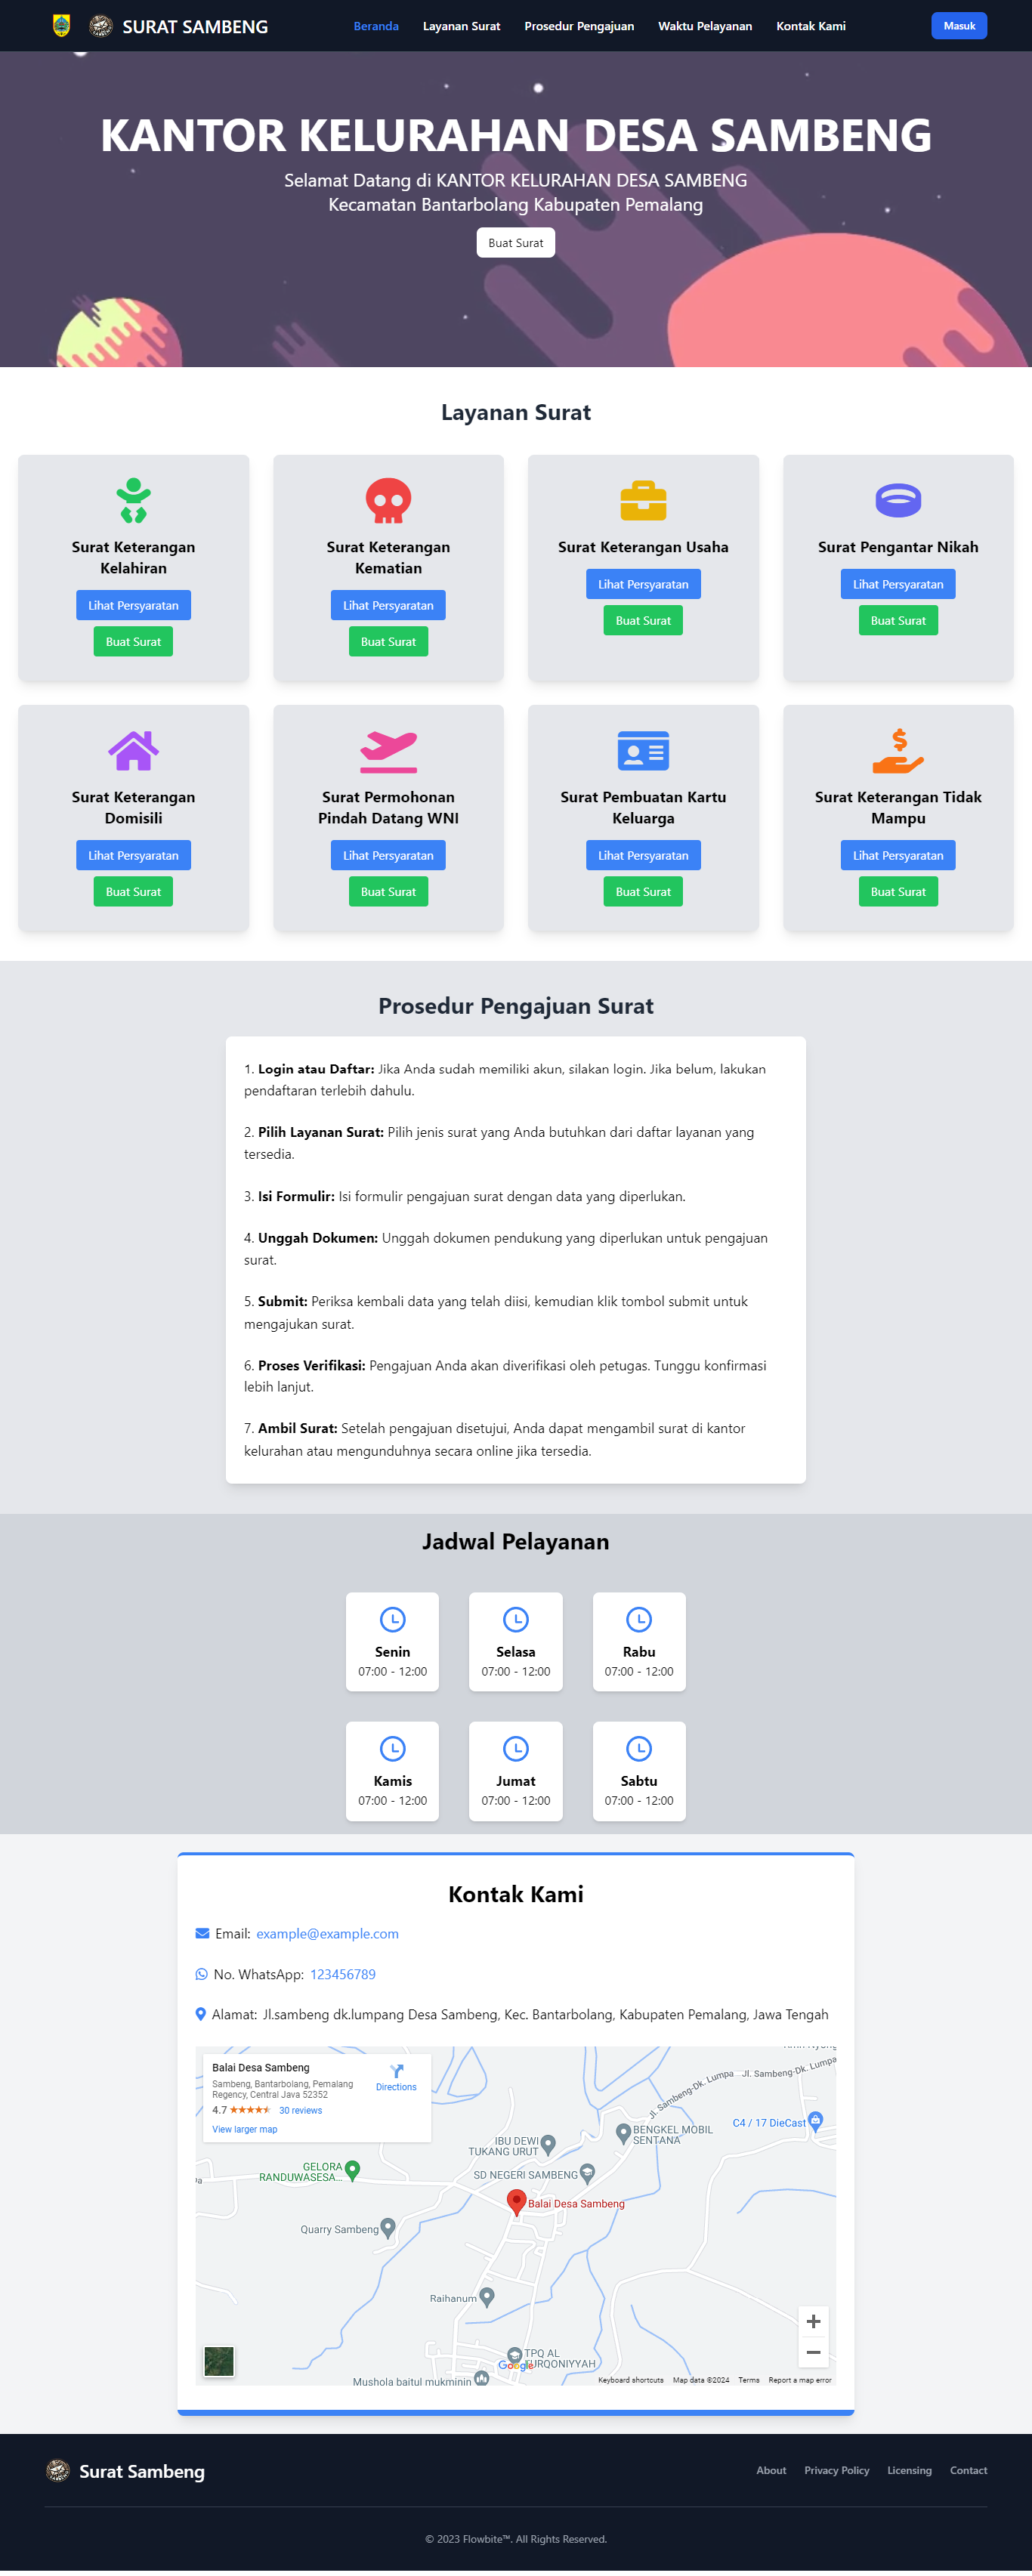 SURAT SAMBENG
Beranda
Layanan Surat
Prosedur Pengajuan
Waktu Pelayanan
Kontak Kami
Masuk
KANTOR KELURAHAN DESA SAMBENG
Selamat Datang di KANTOR KELURAHAN DESA SAMBENG
Kecamatan Bantarbolang Kabupaten Pemalang
Buat Surat
Layanan Surat
Surat Keterangan
Kelahiran
Lihat Persyaratan
Buat Surat
Surat Keterangan
Kematian
Lihat Persyaratan
Buat Surat
Surat Keterangan Usaha
Lihat Persyaratan
Buat Surat
Surat Pengantar Nikah
Lihat Persyaratan
Buat Surat
Surat Keterangan
Domisili
Lihat Persyaratan
Buat Surat
Surat Permohonan
Pindah Datang WNI
Lihat Persyaratan
Buat Surat
Surat Pembuatan Kartu
Keluarga
Lihat Persyaratan
Buat Surat
Surat Keterangan Tidak
Mampu
Lihat Persyaratan
Buat Surat
Prosedur Pengajuan Surat
1. Login atau Daftar: Jika Anda sudah memiliki akun, silakan login. Jika belum, lakukan
pendaftaran terlebih dahulu.
2. Pilih Layanan Surat: Pilih jenis surat yang Anda butuhkan dari daftar layanan yang
tersedia.
3. Isi Formulir: Isi formulir pengajuan surat dengan data yang diperlukan.
4. Unggah Dokumen: Unggah dokumen pendukung yang diperlukan untuk pengajuan
surat.
5. Submit: Periksa kembali data yang telah diisi, kemudian klik tombol submit untuk
mengajukan surat.
6. Proses Verifikasi: Pengajuan Anda akan diverifikasi oleh petugas. Tunggu konfirmasi
lebih lanjut.
7. Ambil Surat: Setelah pengajuan disetujui, Anda dapat mengambil surat di kantor
kelurahan atau mengunduhnya secara online jika tersedia.
Jadwal Pelayanan
Senin
07:00 - 12:00
Selasa
07:00 - 12:00
Rabu
07:00 - 12:00
Kamis
07:00 - 12:00
Jumat
07:00 - 12:00
Sabtu
07:00 - 12:00
Kontak Kami
Email: example@example.com
No. WhatsApp: 123456789
Alamat: Jl.sambeng dk.lumpang Desa Sambeng, Kec. Bantarbolang, Kabupaten Pemalang, Jawa Tengah
Balai Desa Sambeng
Sambeng, Bantarbolang, Pemalang
Regency, Central Java 52352
4.7
30 reviews
View larger map
Directions
Jl. Sambeng-Dk. Lumpa
Jl. Sambeng-Dk. Lumpa
C4 / 17 DieCast
BENGKEL MOBIL
SENTANA
IBU DEWI
TUKANG URUT
GELORA
RANDUWASESA...
SD NEGERI SAMBENG
Balai Desa Sambeng
Quarry Sambeng
Raihanum
TPQ AL
FURQONIYYAH
Google
Mushola baitul mukminin
Keyboard shortcuts
Map data ©2024
Terms
Report a map error
Surat Sambeng
About
Privacy Policy
Licensing
Contact
© 2023 Flowbite™. All Rights Reserved.